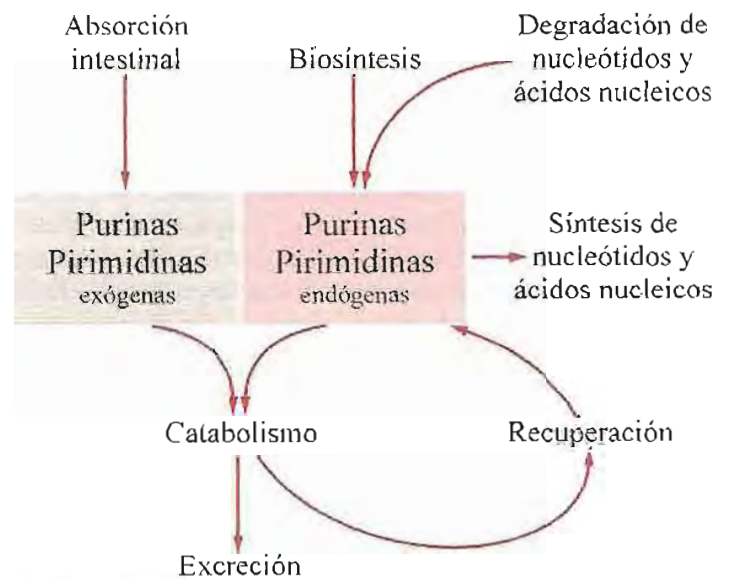 Absorción
intestinal
Biosíntesis
Degradación de
nucleótidos y
ácidos nucleicos
Purinas
Pirimidinas
exógenas
Purinas
Pirimidinas
endógenas
Síntesis de
nucleótidos y
ácidos nucleicos
Catabolismo
Recuperación
Excreción